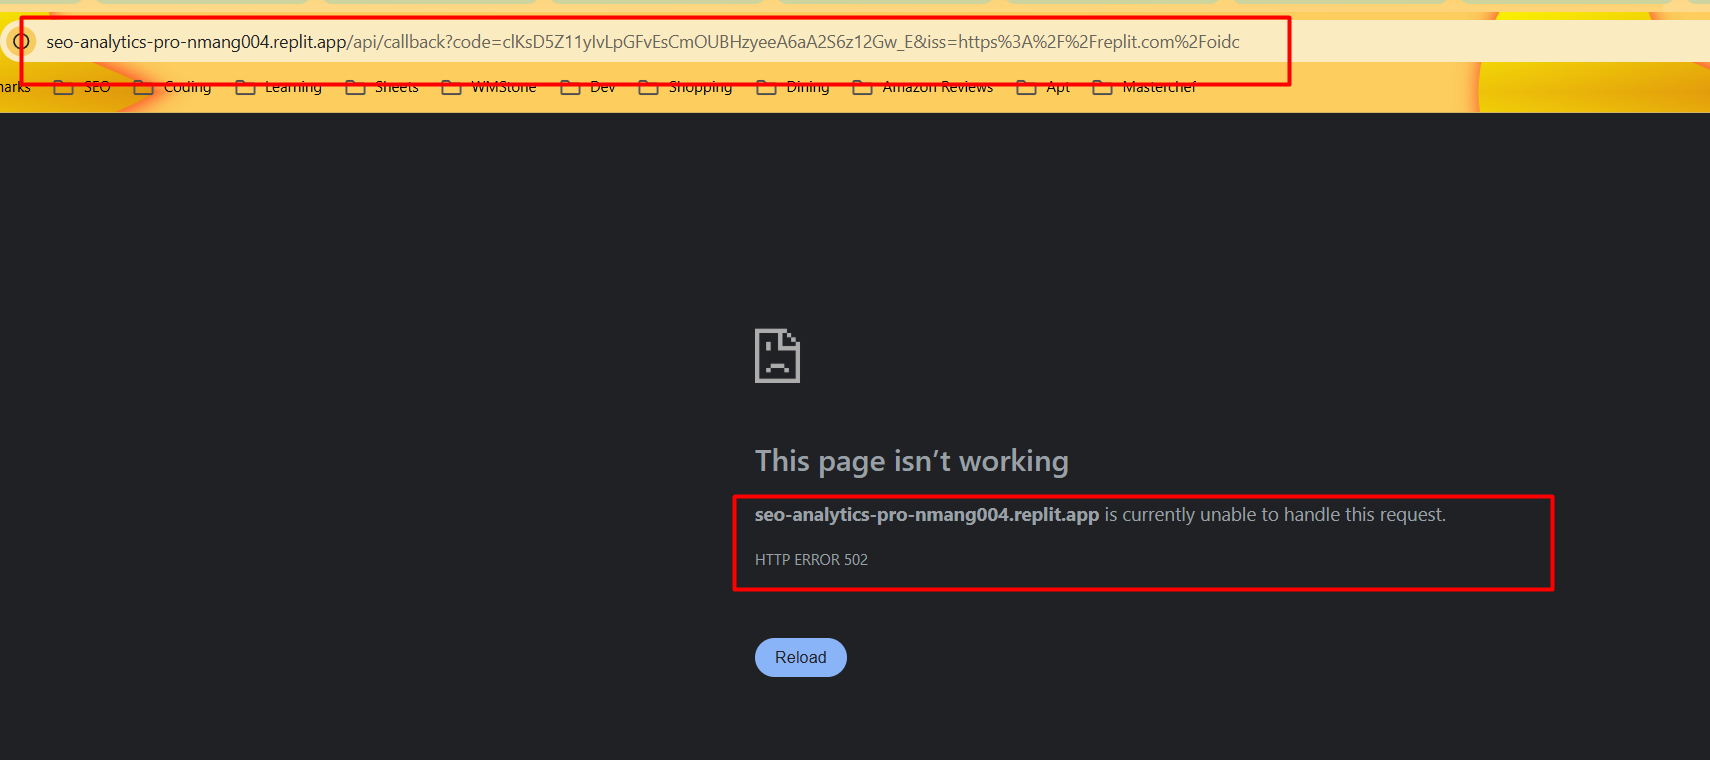 seo-analytics-pro-nmang004.replit.app/api/callback?code=clKsD5Z11yIvLpGFvEsCmOUBHzyeeA6aA2S6z12Gw_E&iss=https%3A%2F%2Freplit.com%2Foidc
arks SEO Coding Learning Sheets WMStone Dev Shopping Dining Amazon Reviews Apt Masterchef
This page isn’t working
seo-analytics-pro-nmang004.replit.app is currently unable to handle this request.
HTTP ERROR 502
Reload